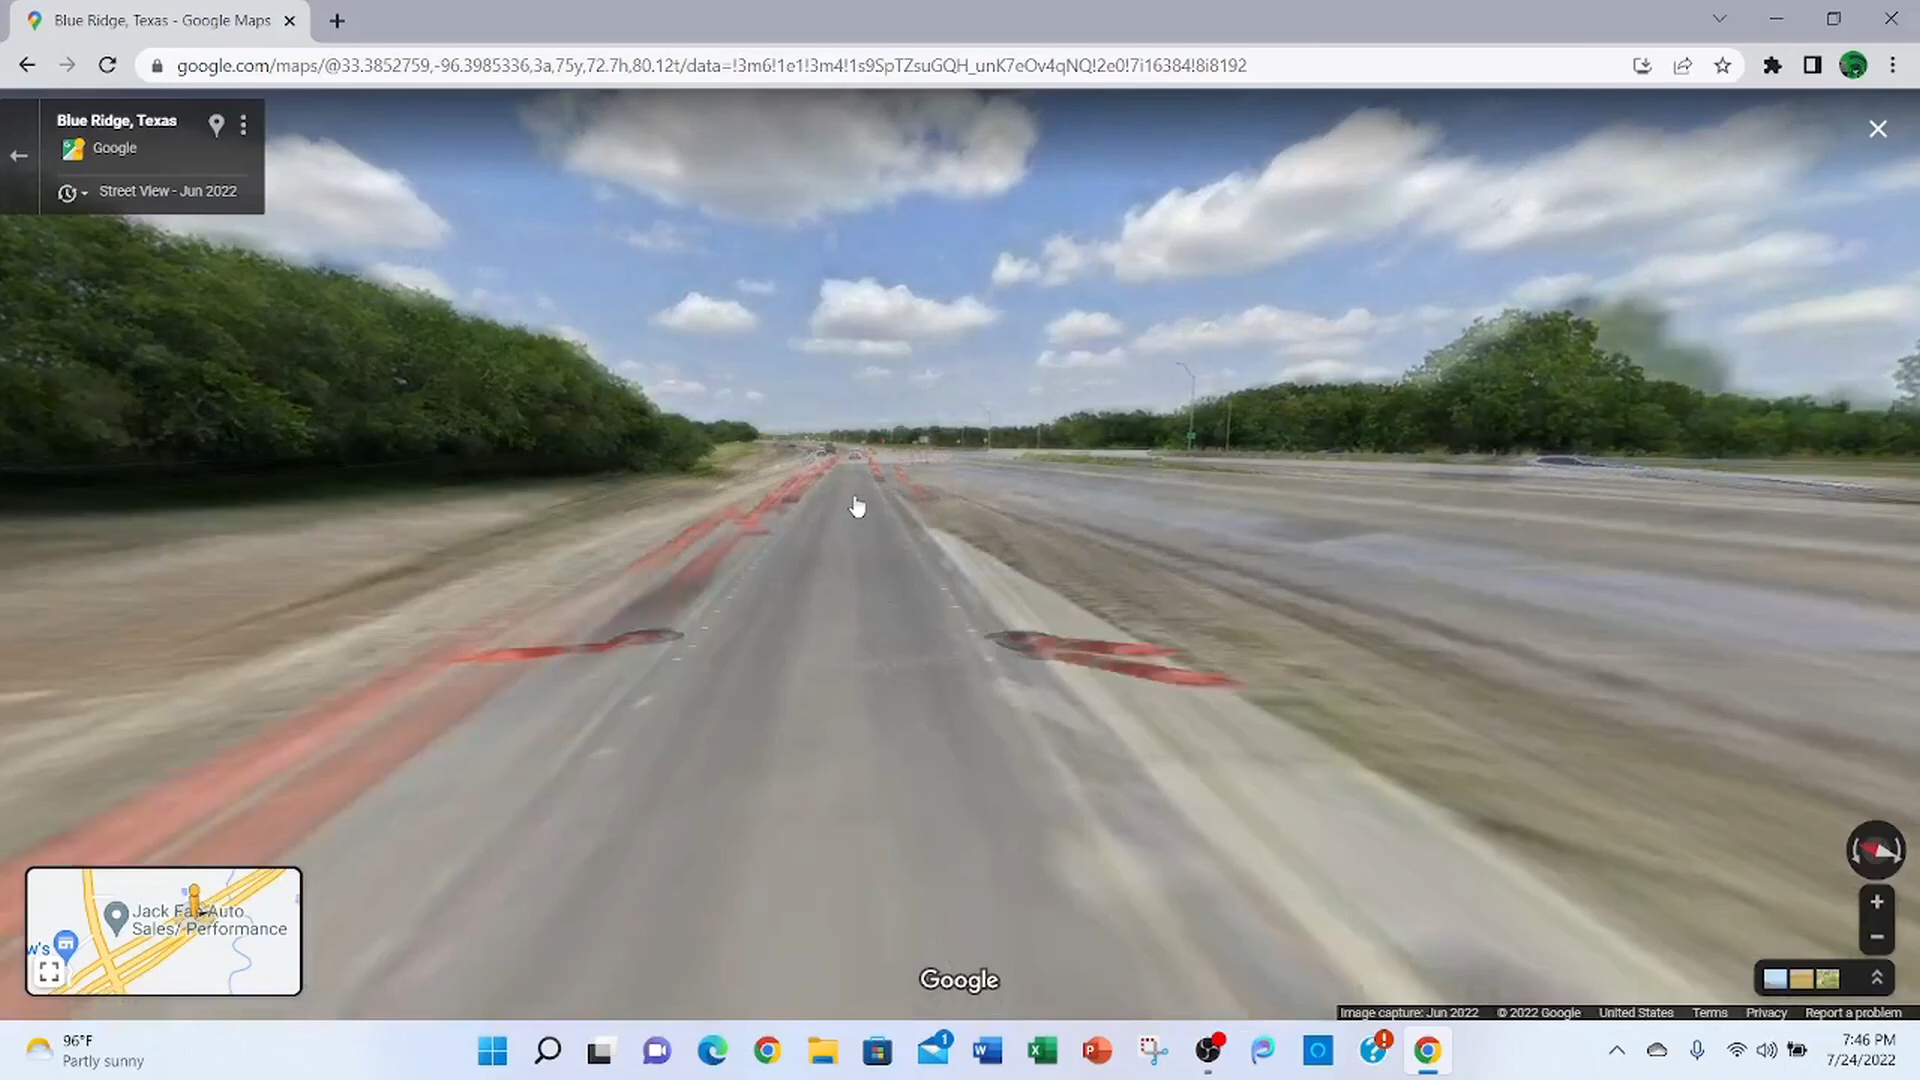 Blue Ridge, Texas - Google Maps
google.com/maps/@33.3852759,-96.3985336,3a,75y,72.7h,80.12t/data=!3m6!1e1!3m4!1s9SpTZsuGQH_unK7eOv4qNQ!2e0!7i16384!8i8192
Blue Ridge, Texas
Google
Street View - Jun 2022
Jack Fab Auto
Sales/ Performance
w's
Google
Image capture: Jun 2022 © 2022 Google United States Terms Privacy Report a problem
96°F
Partly sunny
1
7:46 PM
7/24/2022